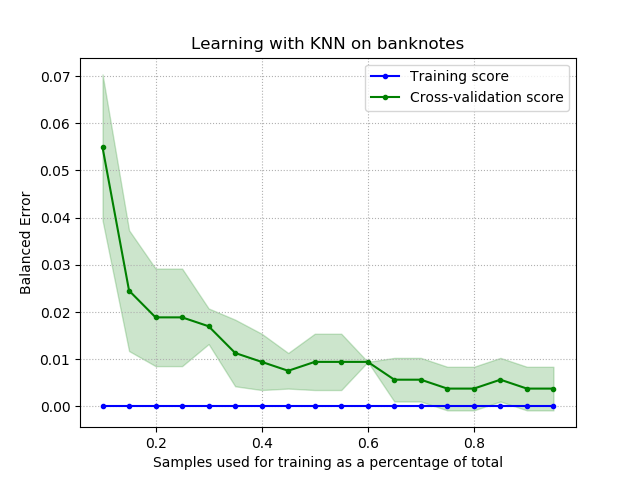 Learning with KNN on banknotes
Training score
Cross-validation score
0.07
0.06
0.05
0.04
0.03
0.02
0.01
0.00
Balanced Error
0.2 0.4 0.6 0.8
Samples used for training as a percentage of total